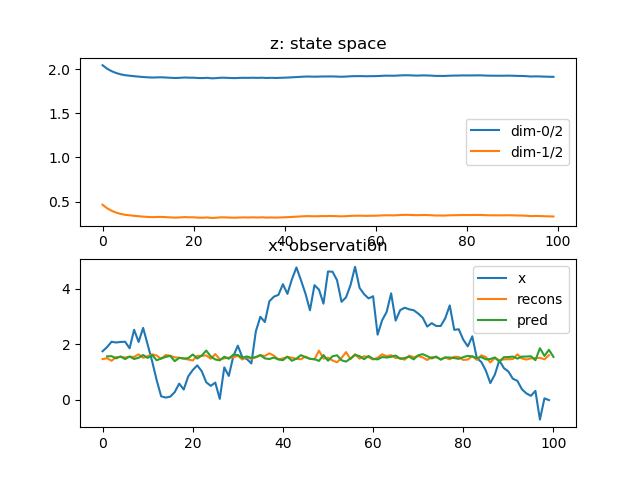 z: state space
2.0
1.5
1.0
0.5
dim-0/2
dim-1/2
0 20 40 60 80 100
x: observation
4
2
0
x
recons
pred
0 20 40 60 80 100